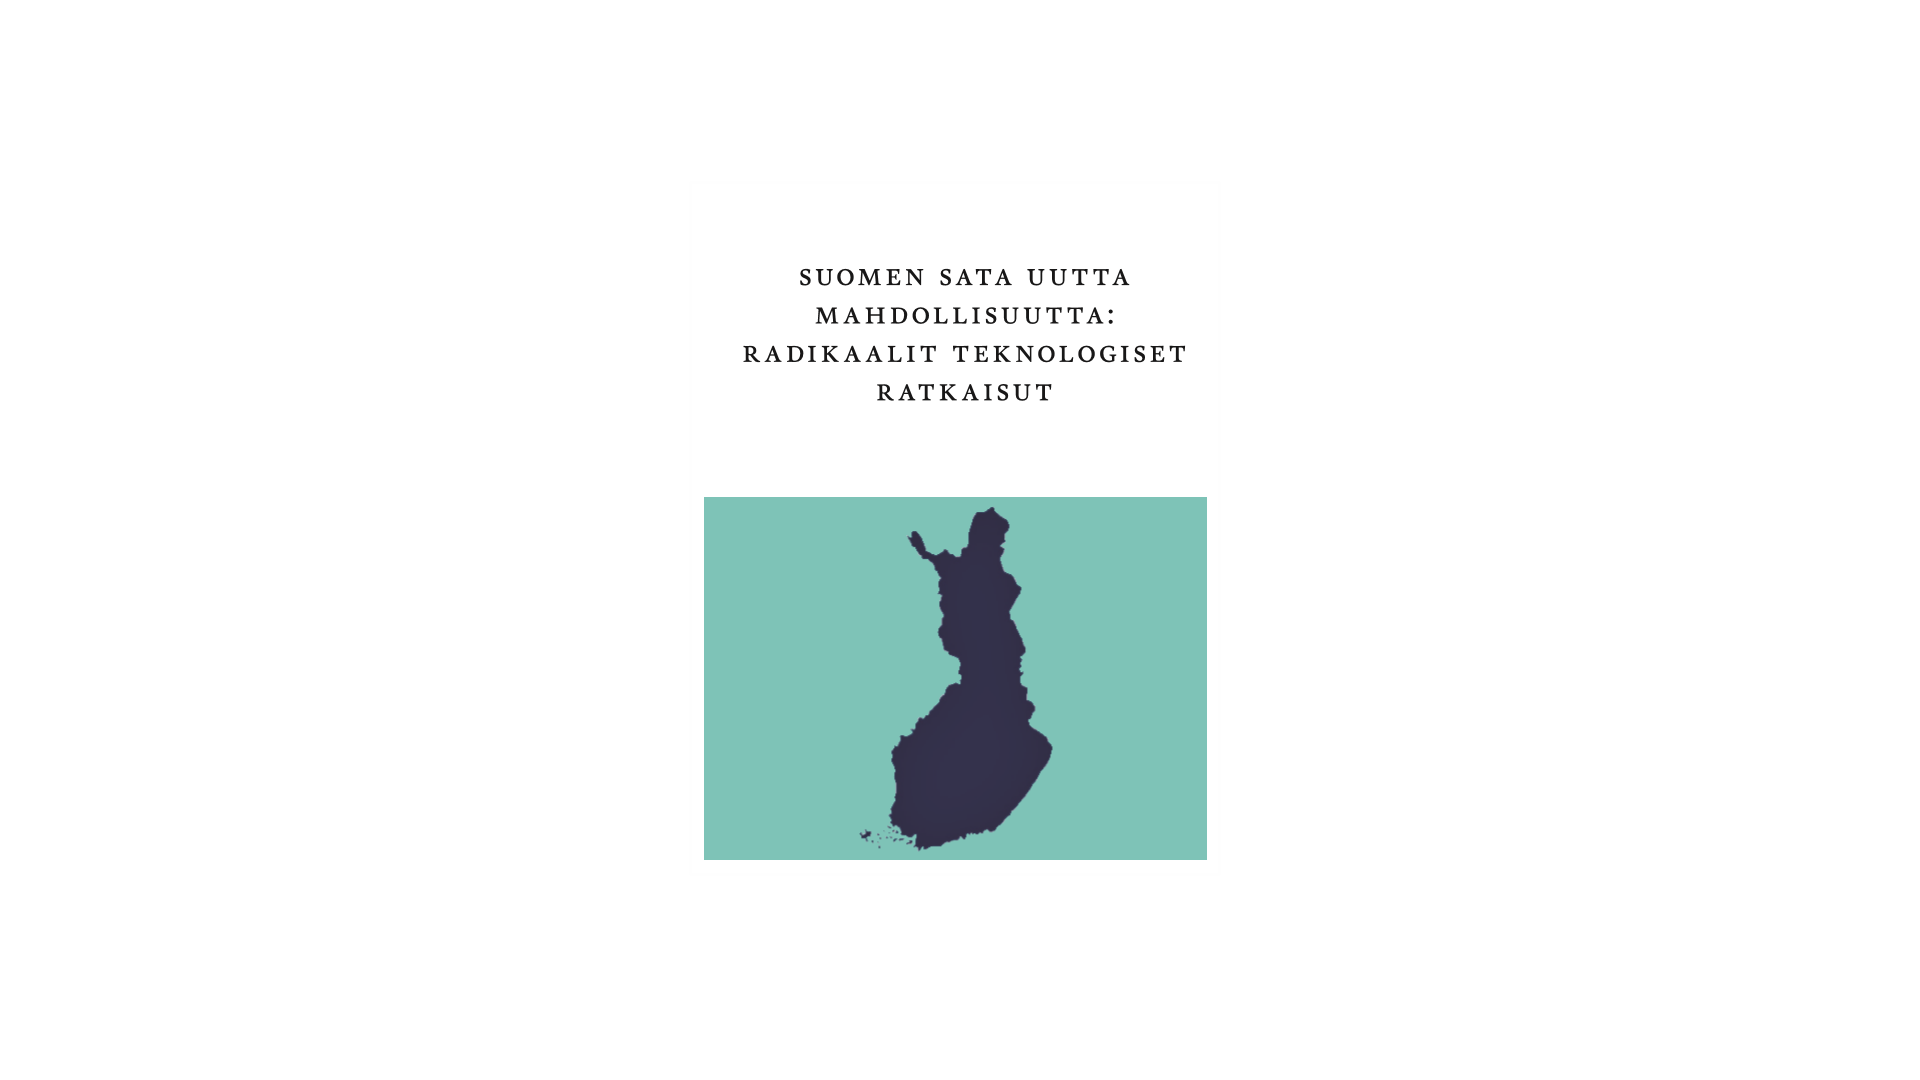 SUOMEN SATA UUTTA
MAHDOLLISUUTTA:
RADIKAALIT TEKNOLOGISET
RATKAISUT